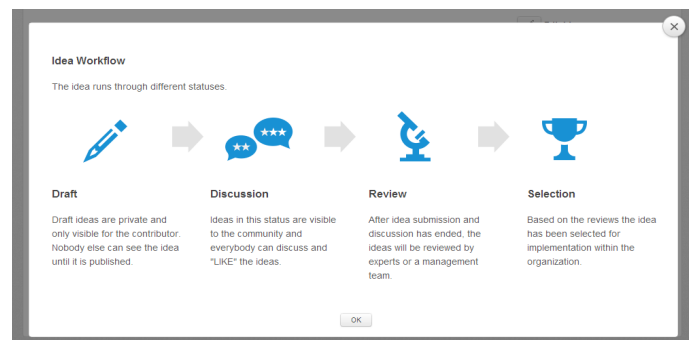 Idea Workflow
The idea runs through different statuses.
Draft
Draft ideas are private and
only visible for the contributor.
Nobody else can see the idea
until it is published.
Discussion
Ideas in this status are visible
to the community and
everybody can discuss and
"LIKE" the ideas.
Review
After idea submission and
discussion has ended, the
ideas will be reviewed by
experts or a management
team.
Selection
Based on the reviews the idea
has been selected for
implementation within the
organization.
OK